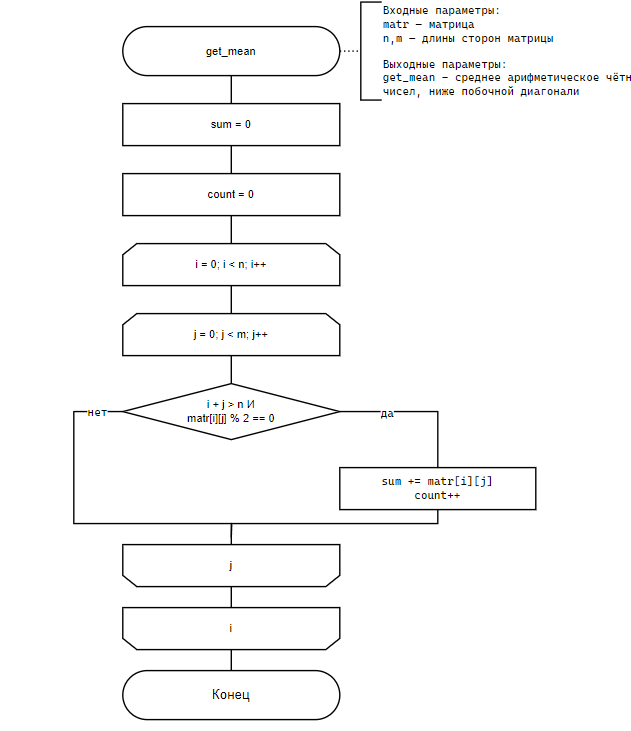 Входные параметры:
matr – матрица
n,m – длины сторон матрицы
Выходные параметры:
get_mean – среднее арифметическое чётн
чисел, ниже побочной диагонали
get_mean
sum = 0
count = 0
i = 0; i < n; i++
j = 0; j < m; j++
i + j > n И
matr[i][j] % 2 == 0
нет
да
sum += matr[i][j]
count++
j
i
Конец